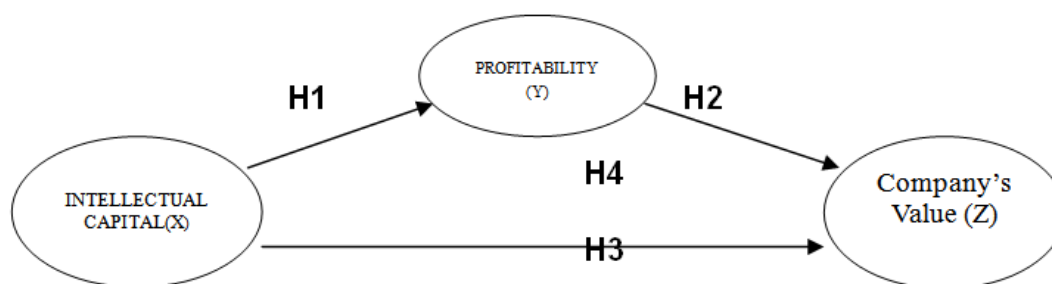 PROFITABILITY
(Y)
H1
H2
H4
INTELLECTUAL
CAPITAL(X)
Company’s
Value (Z)
H3